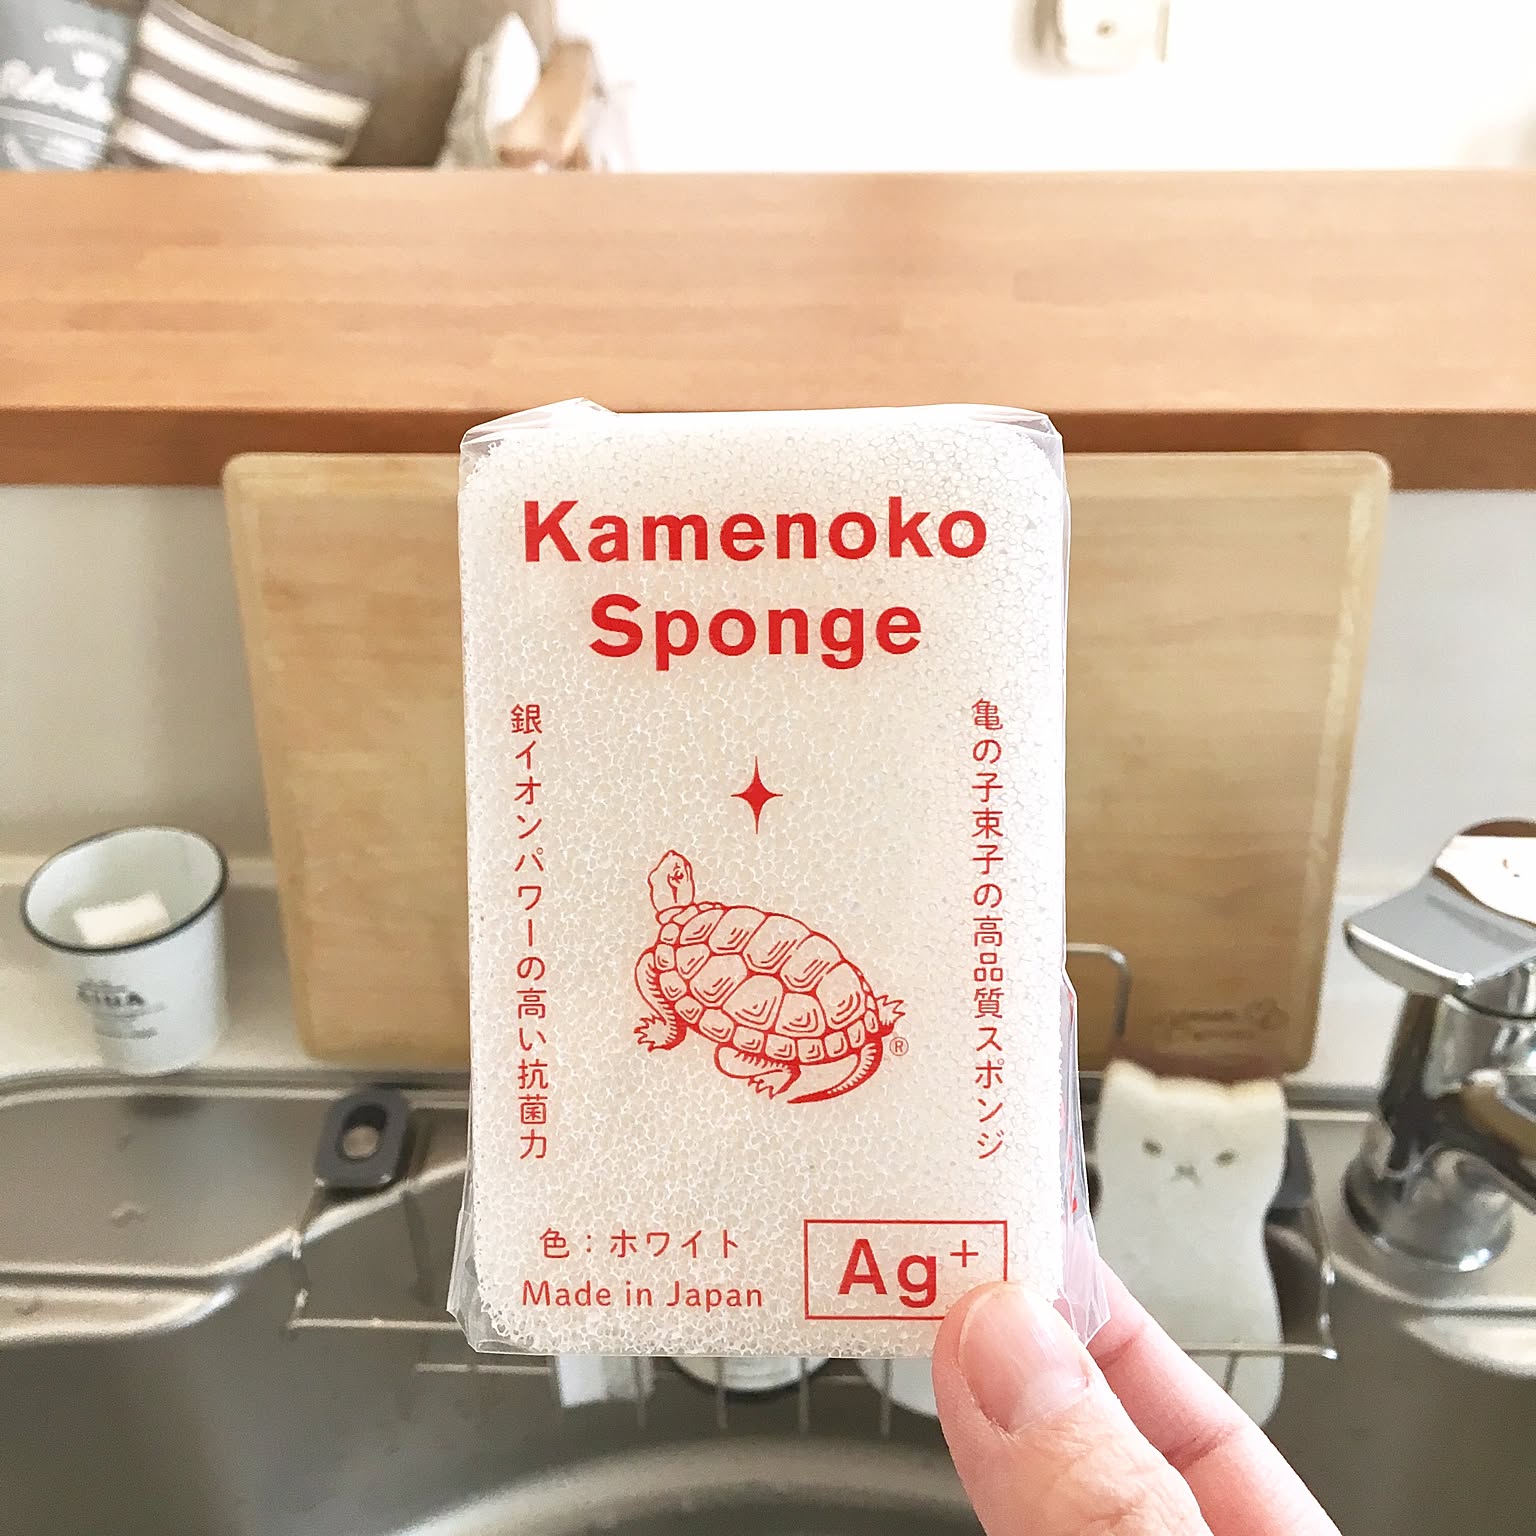 Kamenoko
Sponge
亀の子束子の高品質スポンジ
銀イオンパワーの高い抗菌力
®
色：ホワイト
Made in Japan
Ag⁺